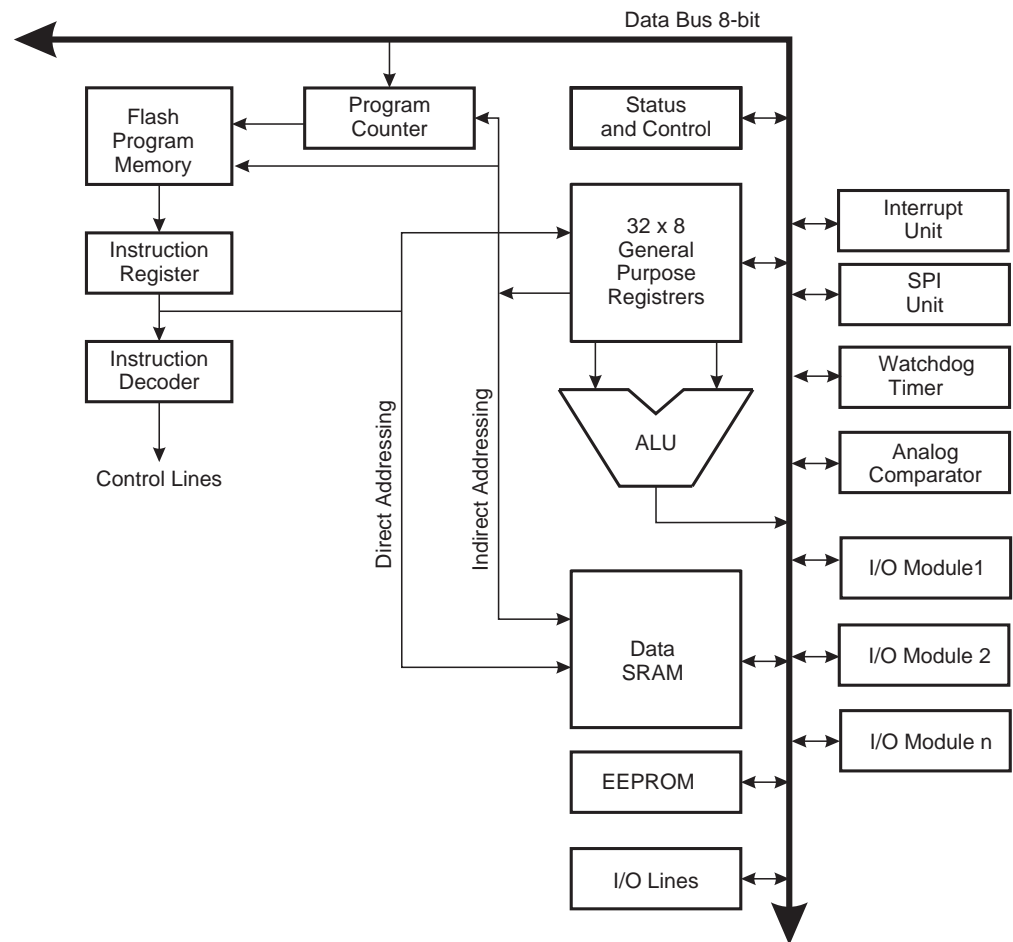 Data Bus 8-bit
Flash
Program
Memory
Program
Counter
Status
and Control
32 x 8
General
Purpose
Registrers
Interrupt
Unit
Instruction
Register
SPI
Unit
Instruction
Decoder
Watchdog
Timer
Control Lines
Direct Addressing
Indirect Addressing
ALU
Analog
Comparator
I/O Module1
Data
SRAM
I/O Module 2
I/O Module n
EEPROM
I/O Lines